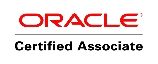 ORACLE
Certified Associate